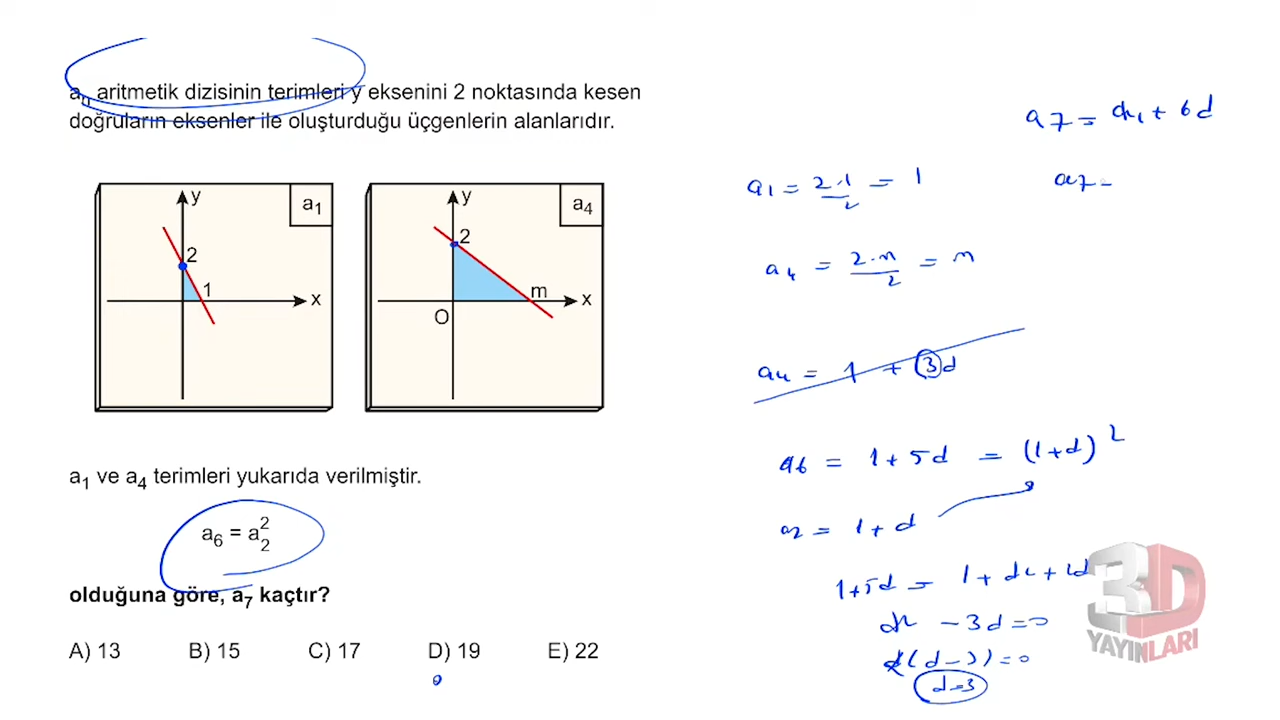 aₙ aritmetik dizisinin terimleri y eksenini 2 noktasında kesen
doğruların eksenler ile oluşturduğu üçgenlerin alanlarıdır.
y
a₁
2
1
x
y
a₄
2
m
x
O
a₁ ve a₄ terimleri yukarıda verilmiştir.
a₆ = a₂²
olduğuna göre, a₇ kaçtır?
A) 13 B) 15 C) 17 D) 19 E) 22
a₇ = a₁ + 6d
a₇ =
a₁ = 2·1/2 = 1
a₄ = 2·m/2 = m
a₄ = 1 + 3d
a₆ = 1 + 5d = (1+d)²
a₂ = 1 + d
1+5d = 1 + d² + 2d
d² - 3d = 0
d(d-3) = 0
d=3
3D
YAYINLARI